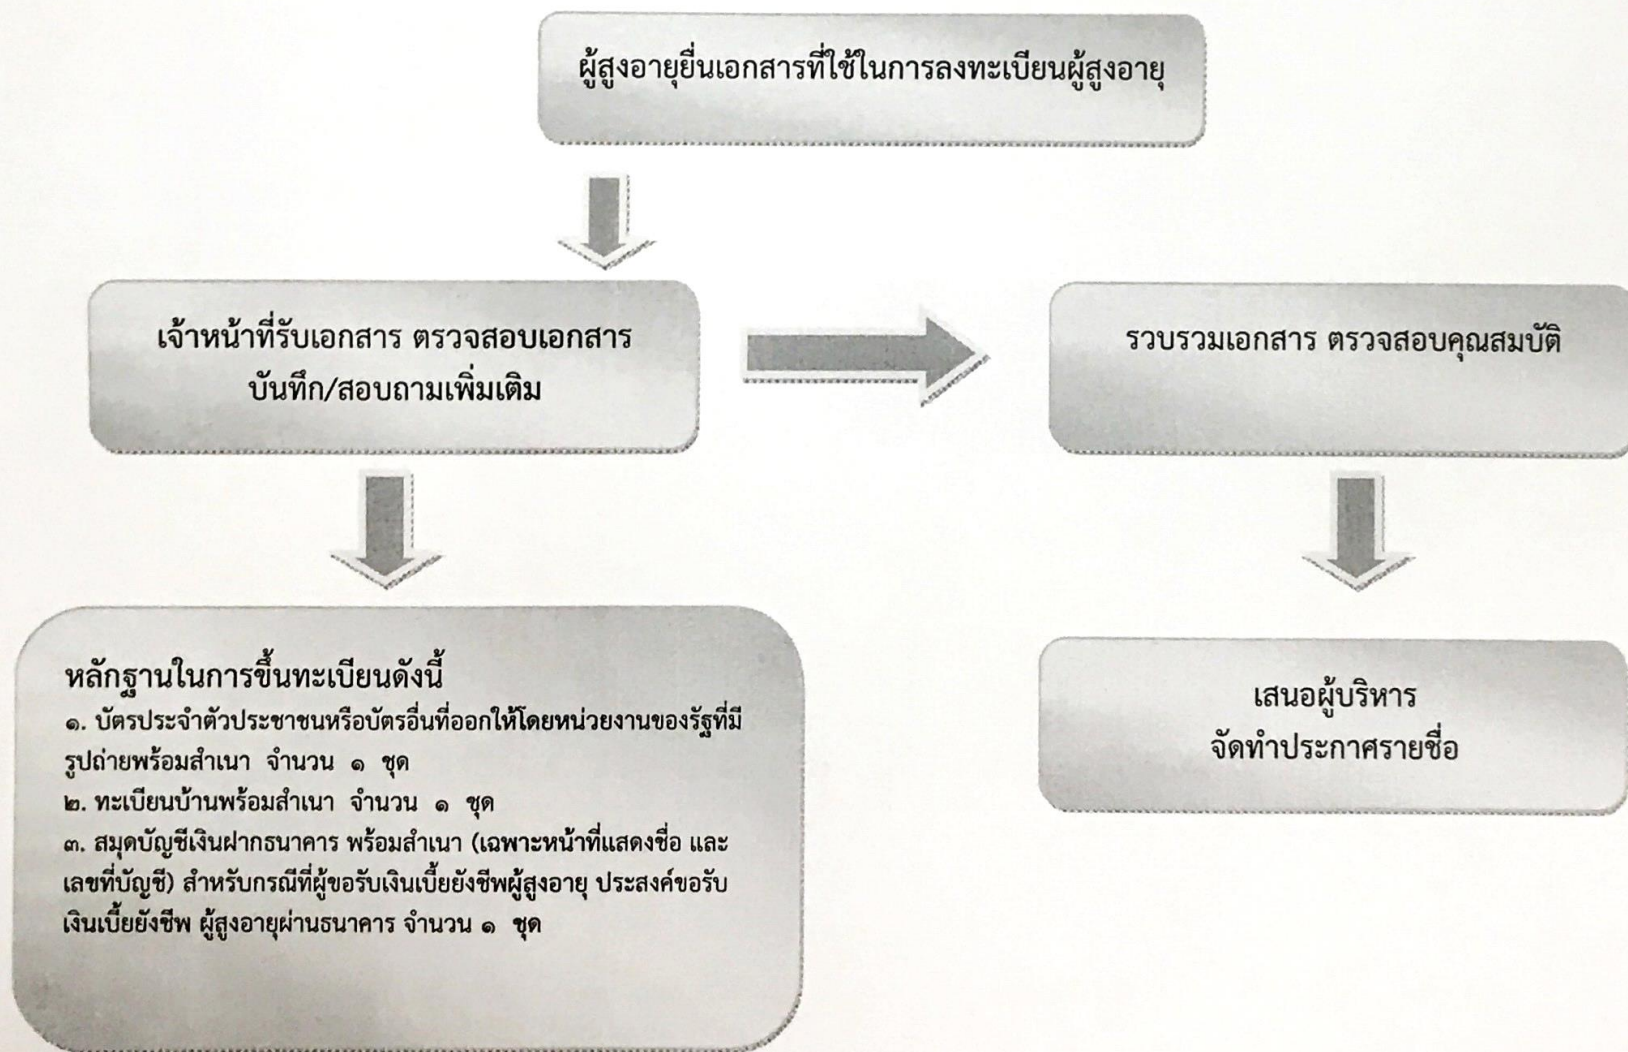 ผู้สูงอายุยื่นเอกสารที่ใช้ในการลงทะเบียนผู้สูงอายุ
เจ้าหน้าที่รับเอกสาร ตรวจสอบเอกสาร
บันทึก/สอบถามเพิ่มเติม
รวบรวมเอกสาร ตรวจสอบคุณสมบัติ
หลักฐานในการขึ้นทะเบียนดังนี้
๑. บัตรประจำตัวประชาชนหรือบัตรอื่นที่ออกให้โดยหน่วยงานของรัฐที่มี
รูปถ่ายพร้อมสำเนา จำนวน ๑ ชุด
๒. ทะเบียนบ้านพร้อมสำเนา จำนวน ๑ ชุด
๓. สมุดบัญชีเงินฝากธนาคาร พร้อมสำเนา (เฉพาะหน้าที่แสดงชื่อ และ
เลขที่บัญชี) สำหรับกรณีที่ผู้ขอรับเงินเบี้ยยังชีพผู้สูงอายุ ประสงค์ขอรับ
เงินเบี้ยยังชีพ ผู้สูงอายุผ่านธนาคาร จำนวน ๑ ชุด
เสนอผู้บริหาร
จัดทำประกาศรายชื่อ